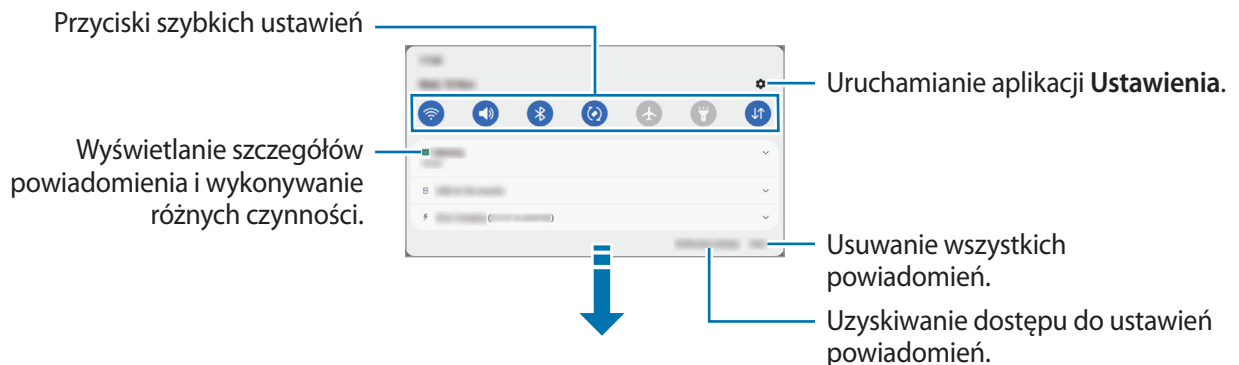 Przyciski szybkich ustawień
Uruchamianie aplikacji Ustawienia.
Wyświetlanie szczegółów
powiadomienia i wykonywanie
różnych czynności.
Usuwanie wszystkich
powiadomień.
Uzyskiwanie dostępu do ustawień
powiadomień.